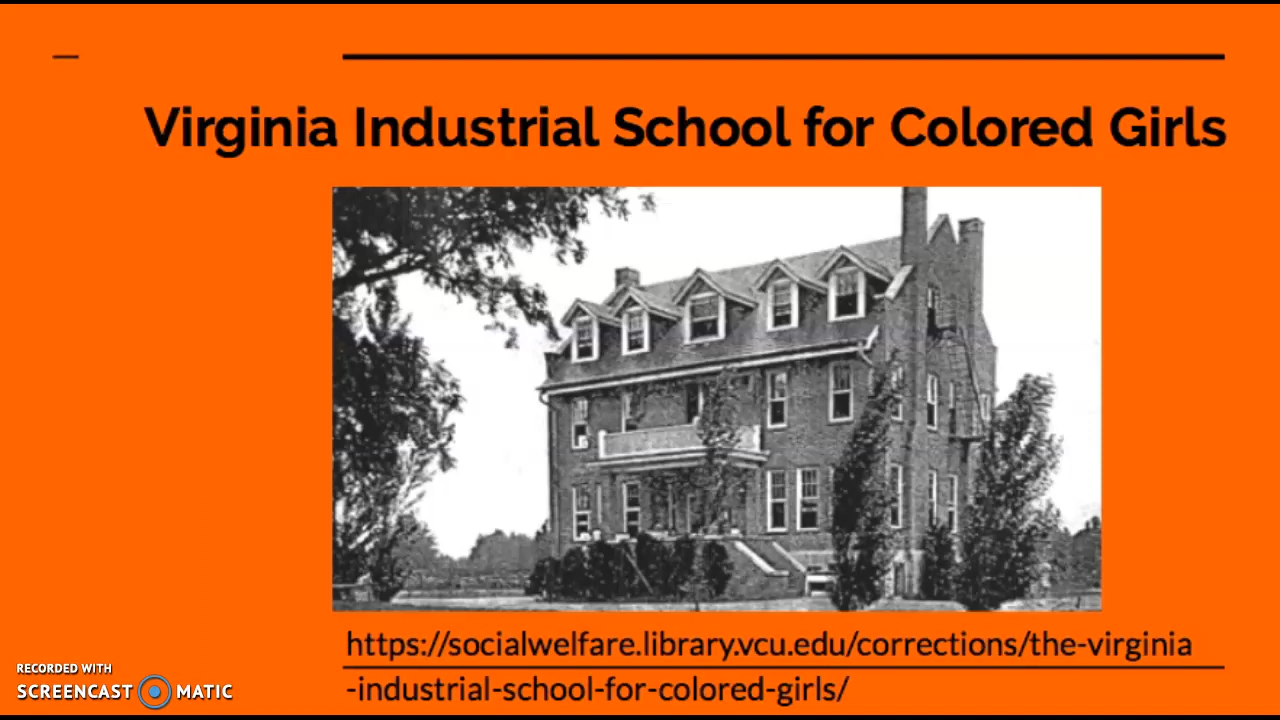 Virginia Industrial School for Colored Girls
https://socialwelfare.library.vcu.edu/corrections/the-virginia
-industrial-school-for-colored-girls/
RECORDED WITH
SCREENCAST MATIC